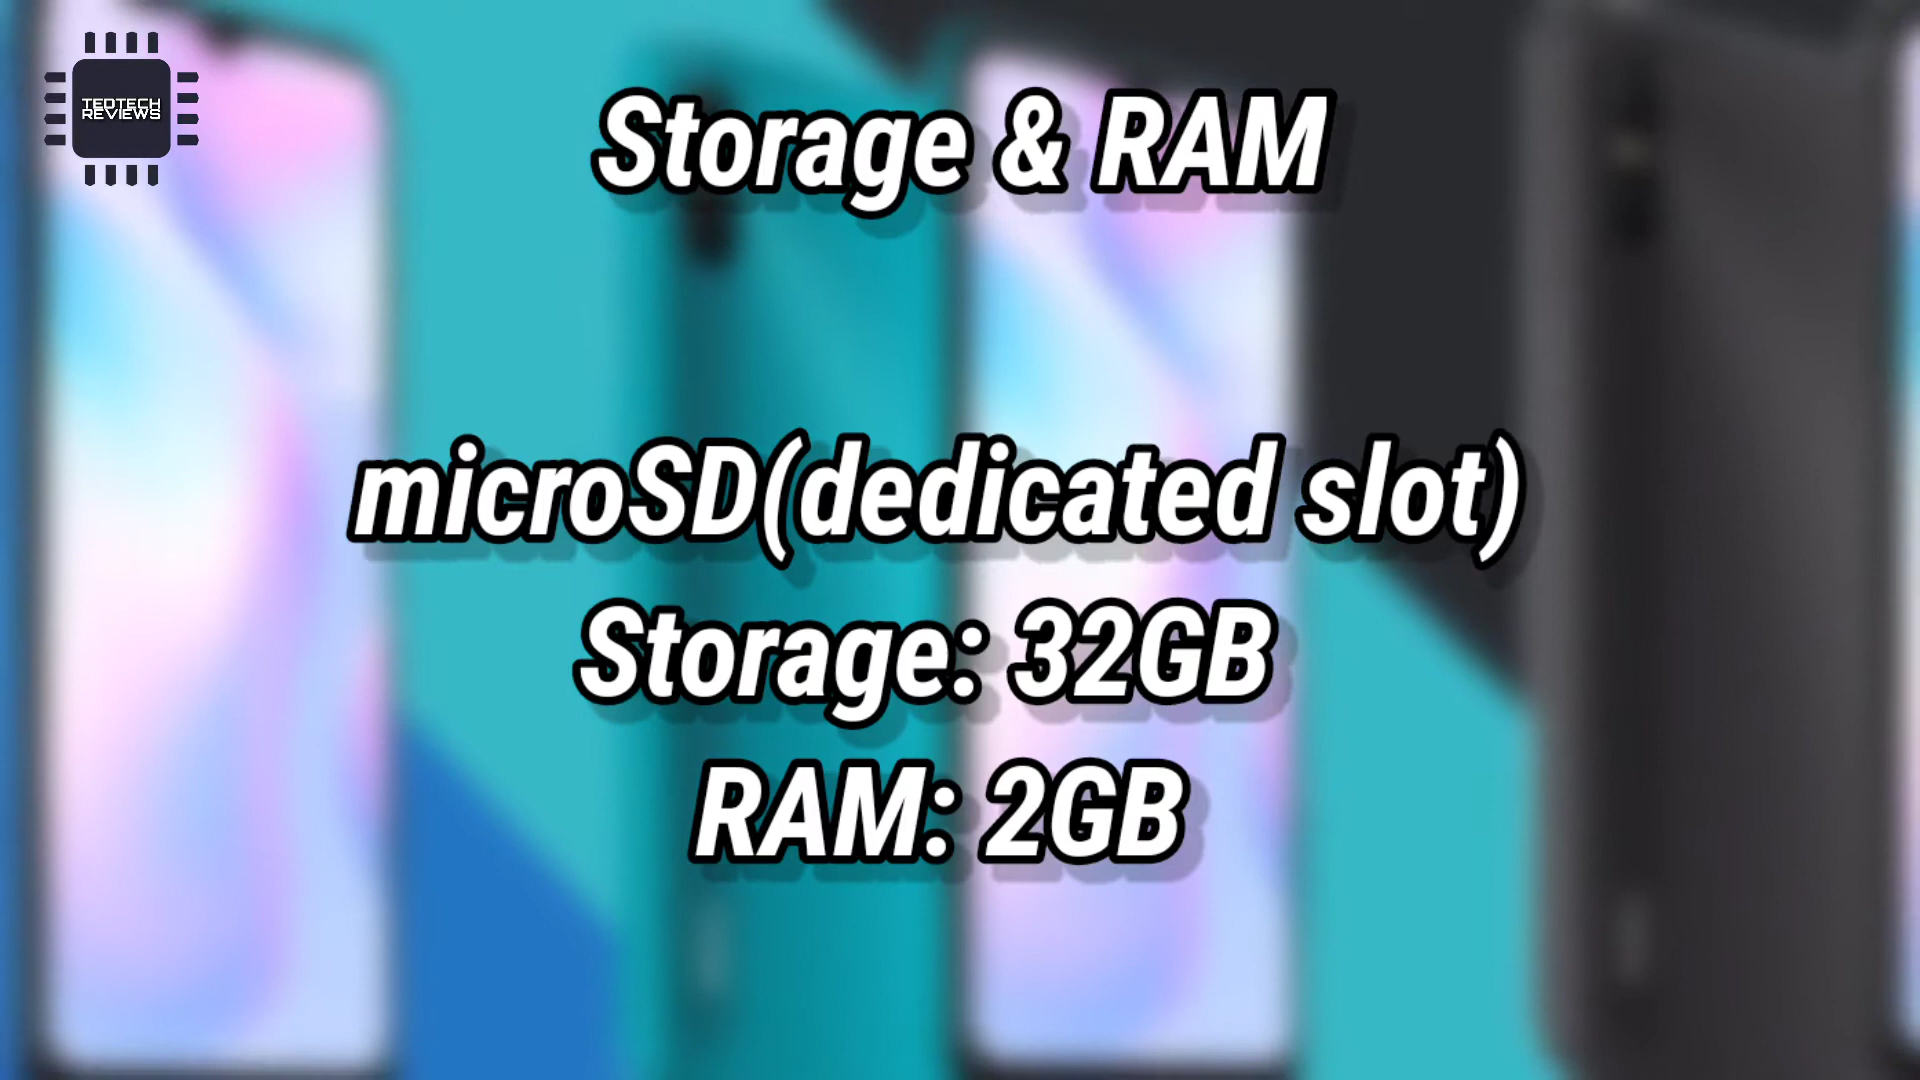 TEDTECH
REVIEWS
Storage & RAM
microSD(dedicated slot)
Storage: 32GB
RAM: 2GB